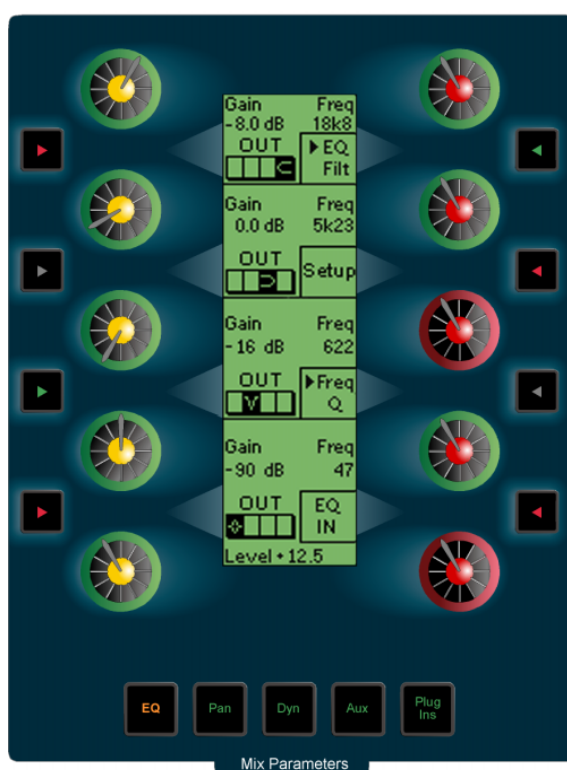 Gain Freq
-8.0 dB 18k8
OUT EQ
Filt
Gain Freq
0.0 dB 5k23
OUT Setup
Gain Freq
-16 dB 622
OUT Freq
Q
Gain Freq
-90 dB 47
OUT EQ
IN
Level+12.5
EQ Pan Dyn Aux Plug
Ins
Mix Parameters